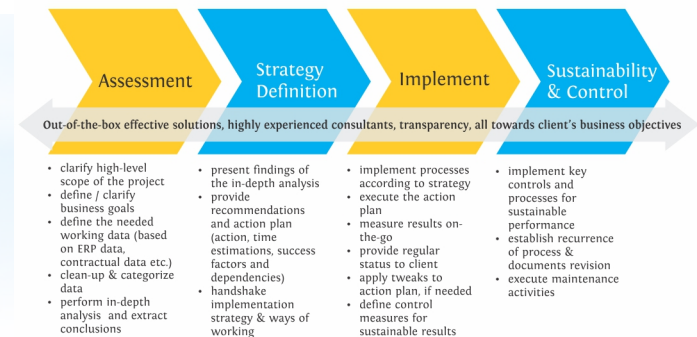 Assessment
Strategy
Definition
Implement
Sustainability
& Control
Out-of-the-box effective solutions, highly experienced consultants, transparency, all towards client's business objectives
• clarify high-level
scope of the project
• define / clarify
business goals
• define the needed
working data (based
on ERP data,
contractual data etc.)
• clean-up & categorize
data
• perform in-depth
analysis and extract
conclusions
• present findings of
the in-depth analysis
• provide
recommendations
and action plan
(action, time
estimations, success
factors and
dependencies)
• handshake
implementation
strategy & ways of
working
• implement processes
according to strategy
• execute the action
plan
• measure results on-
the-go
• provide regular
status to client
• apply tweaks to
action plan, if needed
• define control
measures for
sustainable results
• implement key
controls and
processes for
sustainable
performance
• establish recurrence
of process &
documents revision
• execute maintenance
activities